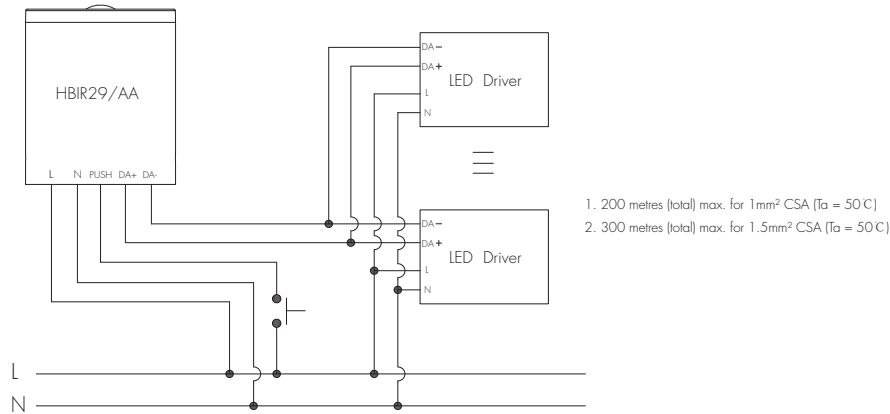 HBIR29/AA
L N PUSH DA+ DA-
DA-
DA+
LED Driver
L
N
DA-
DA+
LED Driver
L
N
1. 200 metres (total) max. for 1mm² CSA (Ta = 50℃)
2. 300 metres (total) max. for 1.5mm² CSA (Ta = 50℃)
L
N